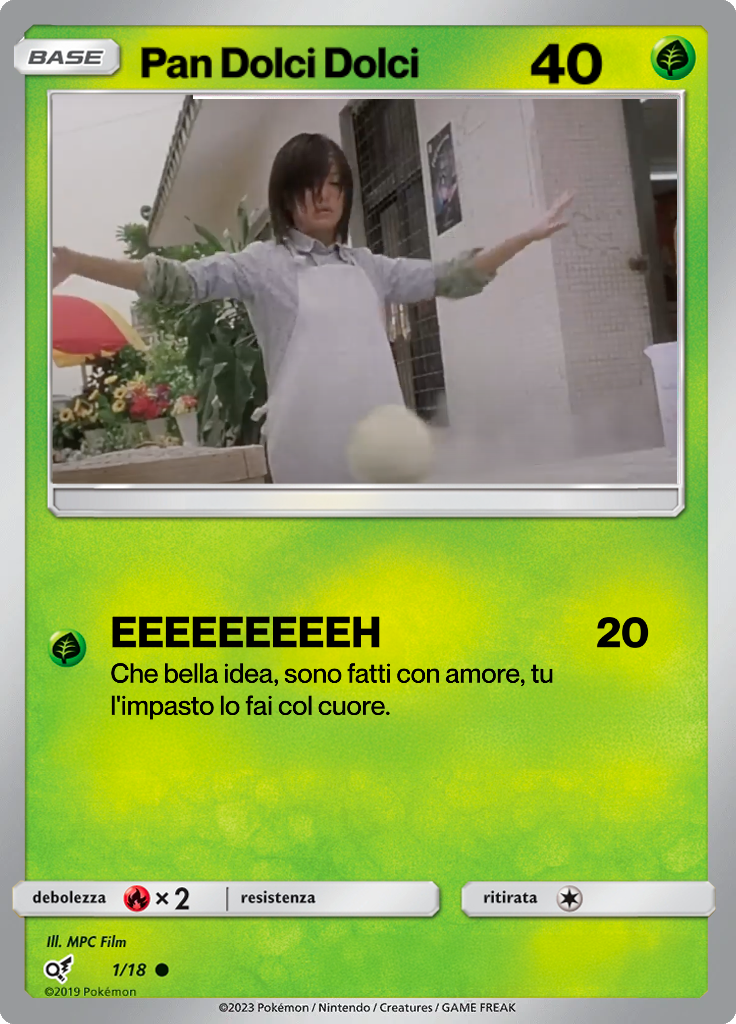 BASE
Pan Dolci Dolci 40
EEEEEEEEEEH 20
Che bella idea, sono fatti con amore, tu
l'impasto lo fai col cuore.
debolezza × 2 resistenza ritirata
Ill. MPC Film
1/18
©2019 Pokémon
©2023 Pokémon / Nintendo / Creatures / GAME FREAK